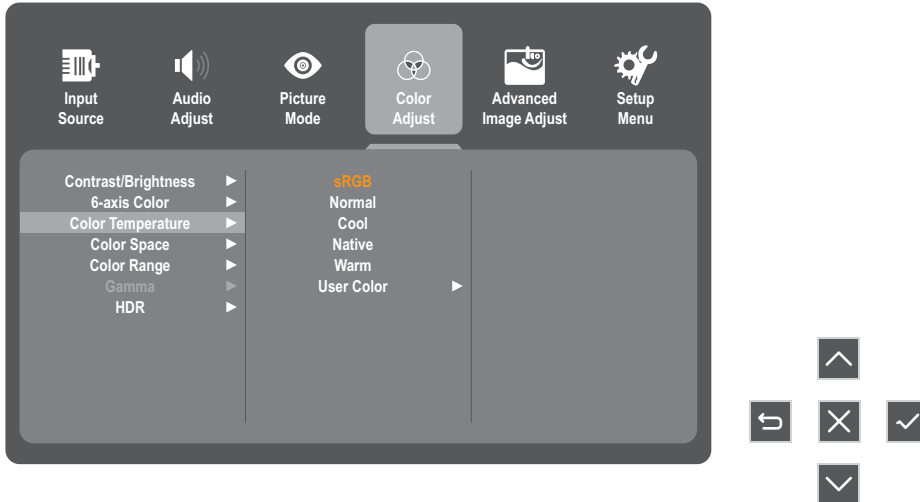 Input
Source
Audio
Adjust
Picture
Mode
Color
Adjust
Advanced
Image Adjust
Setup
Menu
Contrast/Brightness
6-axis Color
Color Temperature
Color Space
Color Range
Gamma
HDR
sRGB
Normal
Cool
Native
Warm
User Color